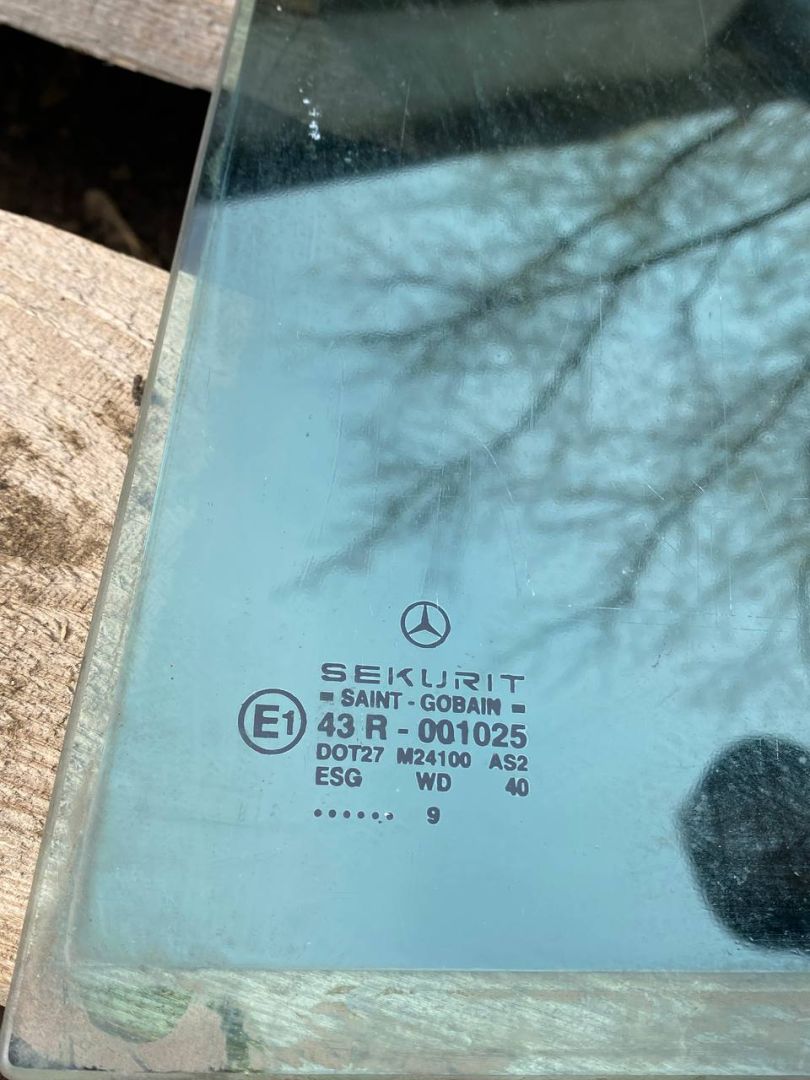 SEKURIT
SAINT - GOBAIN
E1 43 R - 001025
DOT27 M24100 AS2
ESG WD 40
...... 9